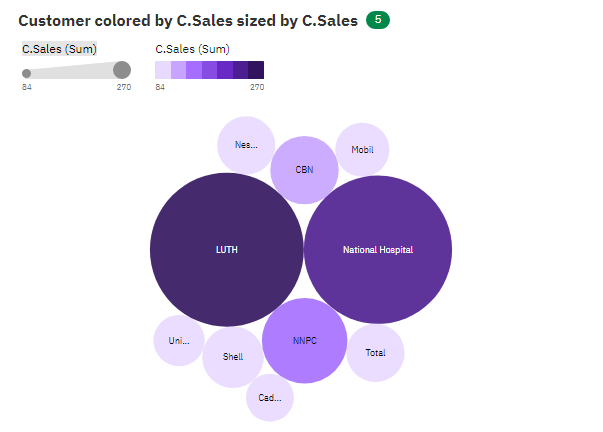 Customer colored by C.Sales sized by C.Sales 5
C.Sales (Sum) C.Sales (Sum)
84 270 84 270
Nes... CBN Mobil
LUTH National Hospital
Uni... Shell NNPC Total
Cad...